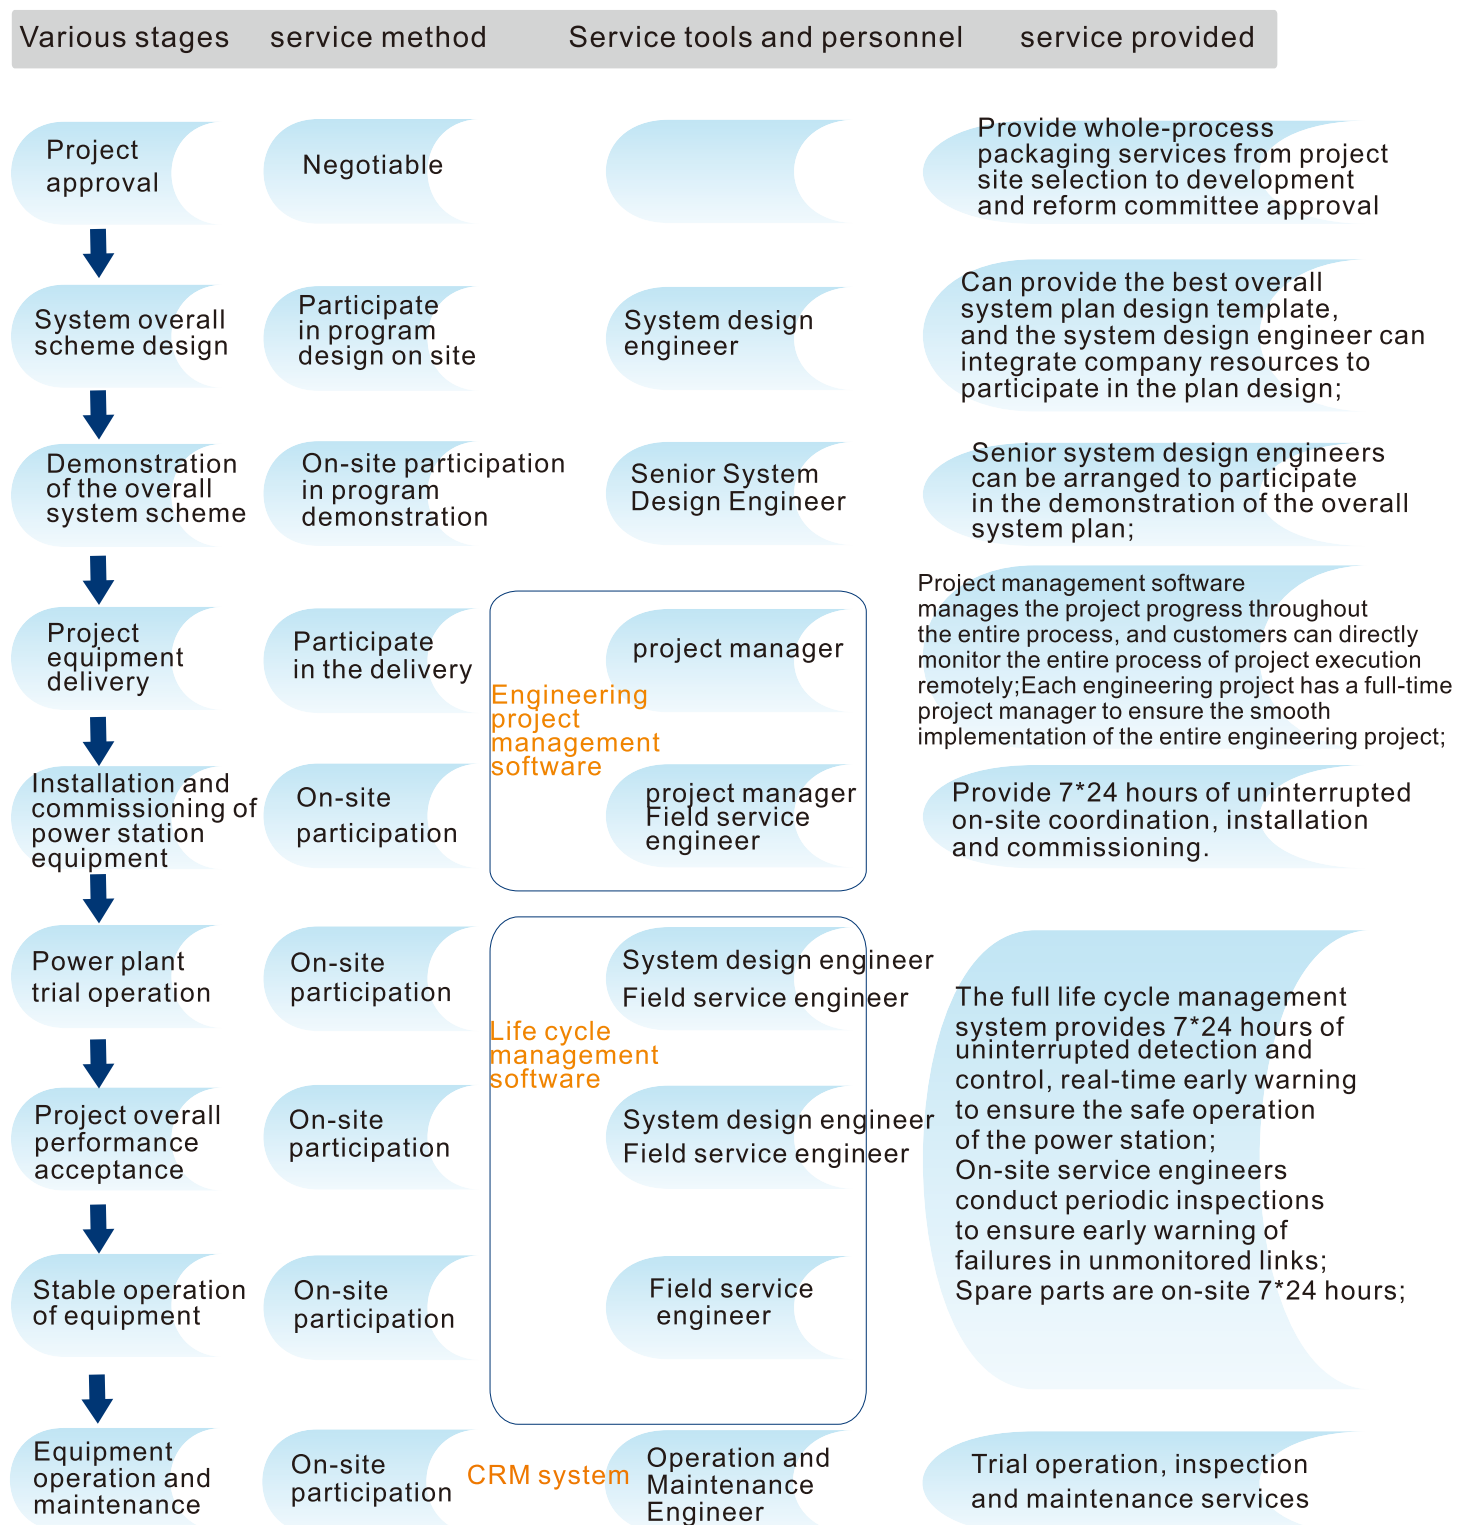 Various stages
service method
Service tools and personnel
service provided
Project
approval
Negotiable
Provide whole-process
packaging services from project
site selection to development
and reform committee approval
System overall
scheme design
Participate
in program
design on site
System design
engineer
Can provide the best overall
system plan design template,
and the system design engineer can
integrate company resources to
participate in the plan design;
Demonstration
of the overall
system scheme
On-site participation
in program
demonstration
Senior System
Design Engineer
Senior system design engineers
can be arranged to participate
in the demonstration of the overall
system plan;
Project
equipment
delivery
Participate
in the delivery
Engineering
project
management
software
project manager
Project management software
manages the project progress throughout
the entire process, and customers can directly
monitor the entire process of project execution
remotely;Each engineering project has a full-time
project manager to ensure the smooth
implementation of the entire engineering project;
Installation and
commissioning of
power station
equipment
On-site
participation
project manager
Field service
engineer
Provide 7*24 hours of uninterrupted
on-site coordination, installation
and commissioning.
Power plant
trial operation
On-site
participation
Life cycle
management
software
System design engineer
Field service engineer
The full life cycle management
system provides 7*24 hours of
uninterrupted detection and
control, real-time early warning
to ensure the safe operation
of the power station;
On-site service engineers
conduct periodic inspections
to ensure early warning of
failures in unmonitored links;
Spare parts are on-site 7*24 hours;
Project overall
performance
acceptance
On-site
participation
System design engineer
Field service engineer
Stable operation
of equipment
On-site
participation
Field service
engineer
Equipment
operation and
maintenance
On-site
participation
CRM system
Operation and
Maintenance
Engineer
Trial operation, inspection
and maintenance services